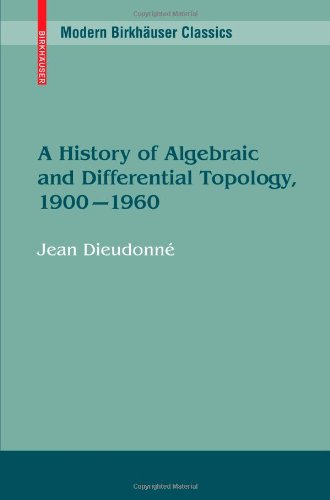 BIRKHÄUSER
Modern Birkhäuser Classics
A History of Algebraic
and Differential Topology,
1900—1960
Jean Dieudonné